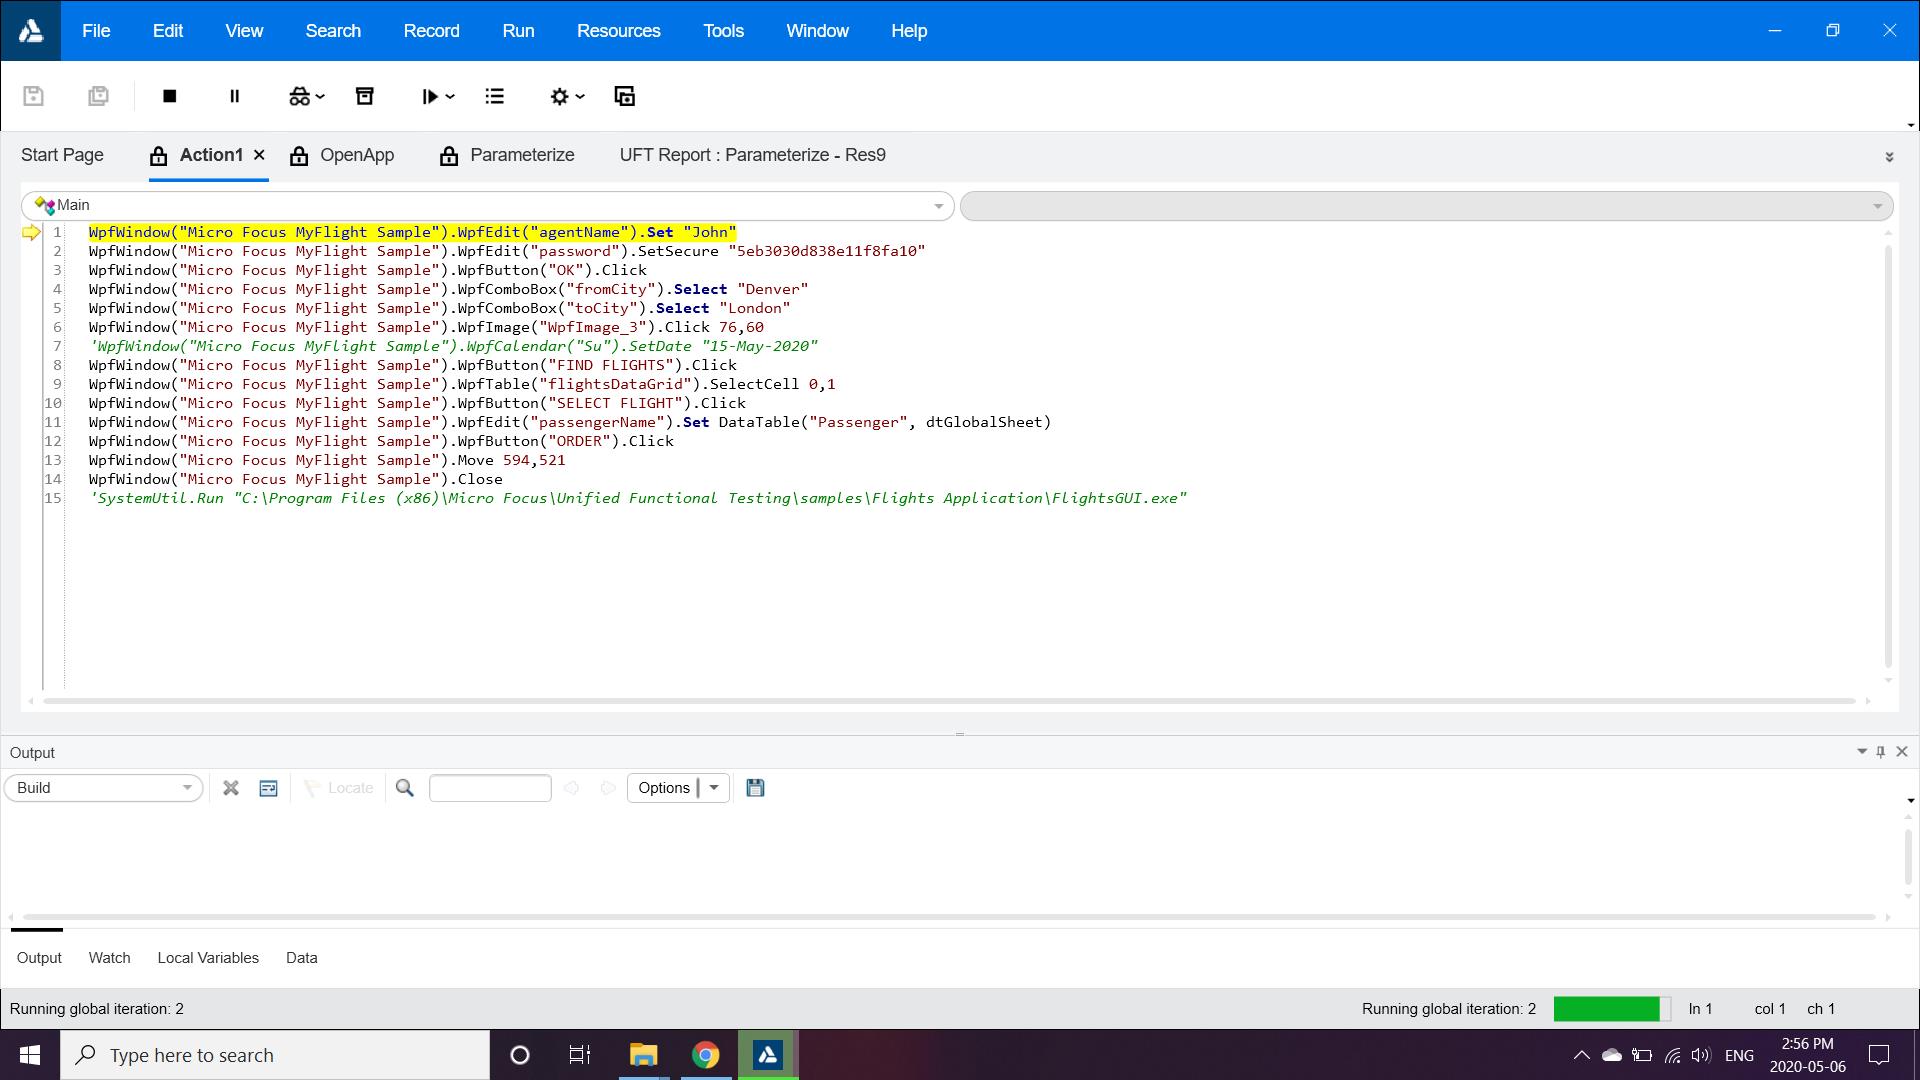 File Edit View Search Record Run Resources Tools Window Help
Start Page Action1 OpenApp Parameterize UFT Report : Parameterize - Res9
Main
1 WpfWindow("Micro Focus MyFlight Sample").WpfEdit("agentName").Set "John"
2 WpfWindow("Micro Focus MyFlight Sample").WpfEdit("password").SetSecure "5eb3030d838e11f8fa10"
3 WpfWindow("Micro Focus MyFlight Sample").WpfButton("OK").Click
4 WpfWindow("Micro Focus MyFlight Sample").WpfComboBox("fromCity").Select "Denver"
5 WpfWindow("Micro Focus MyFlight Sample").WpfComboBox("toCity").Select "London"
6 WpfWindow("Micro Focus MyFlight Sample").WpfImage("WpfImage_3").Click 76,60
7 'WpfWindow("Micro Focus MyFlight Sample").WpfCalendar("Su").SetDate "15-May-2020"
8 WpfWindow("Micro Focus MyFlight Sample").WpfButton("FIND FLIGHTS").Click
9 WpfWindow("Micro Focus MyFlight Sample").WpfTable("flightsDataGrid").SelectCell 0,1
10 WpfWindow("Micro Focus MyFlight Sample").WpfButton("SELECT FLIGHT").Click
11 WpfWindow("Micro Focus MyFlight Sample").WpfEdit("passengerName").Set DataTable("Passenger", dtGlobalSheet)
12 WpfWindow("Micro Focus MyFlight Sample").WpfButton("ORDER").Click
13 WpfWindow("Micro Focus MyFlight Sample").Move 594,521
14 WpfWindow("Micro Focus MyFlight Sample").Close
15 'SystemUtil.Run "C:\Program Files (x86)\Micro Focus\Unified Functional Testing\samples\Flights Application\FlightsGUI.exe"
Output
Build Locate Options
Output Watch Local Variables Data
Running global iteration: 2 Running global iteration: 2 ln 1 col 1 ch 1
Type here to search ENG 2:56 PM
2020-05-06